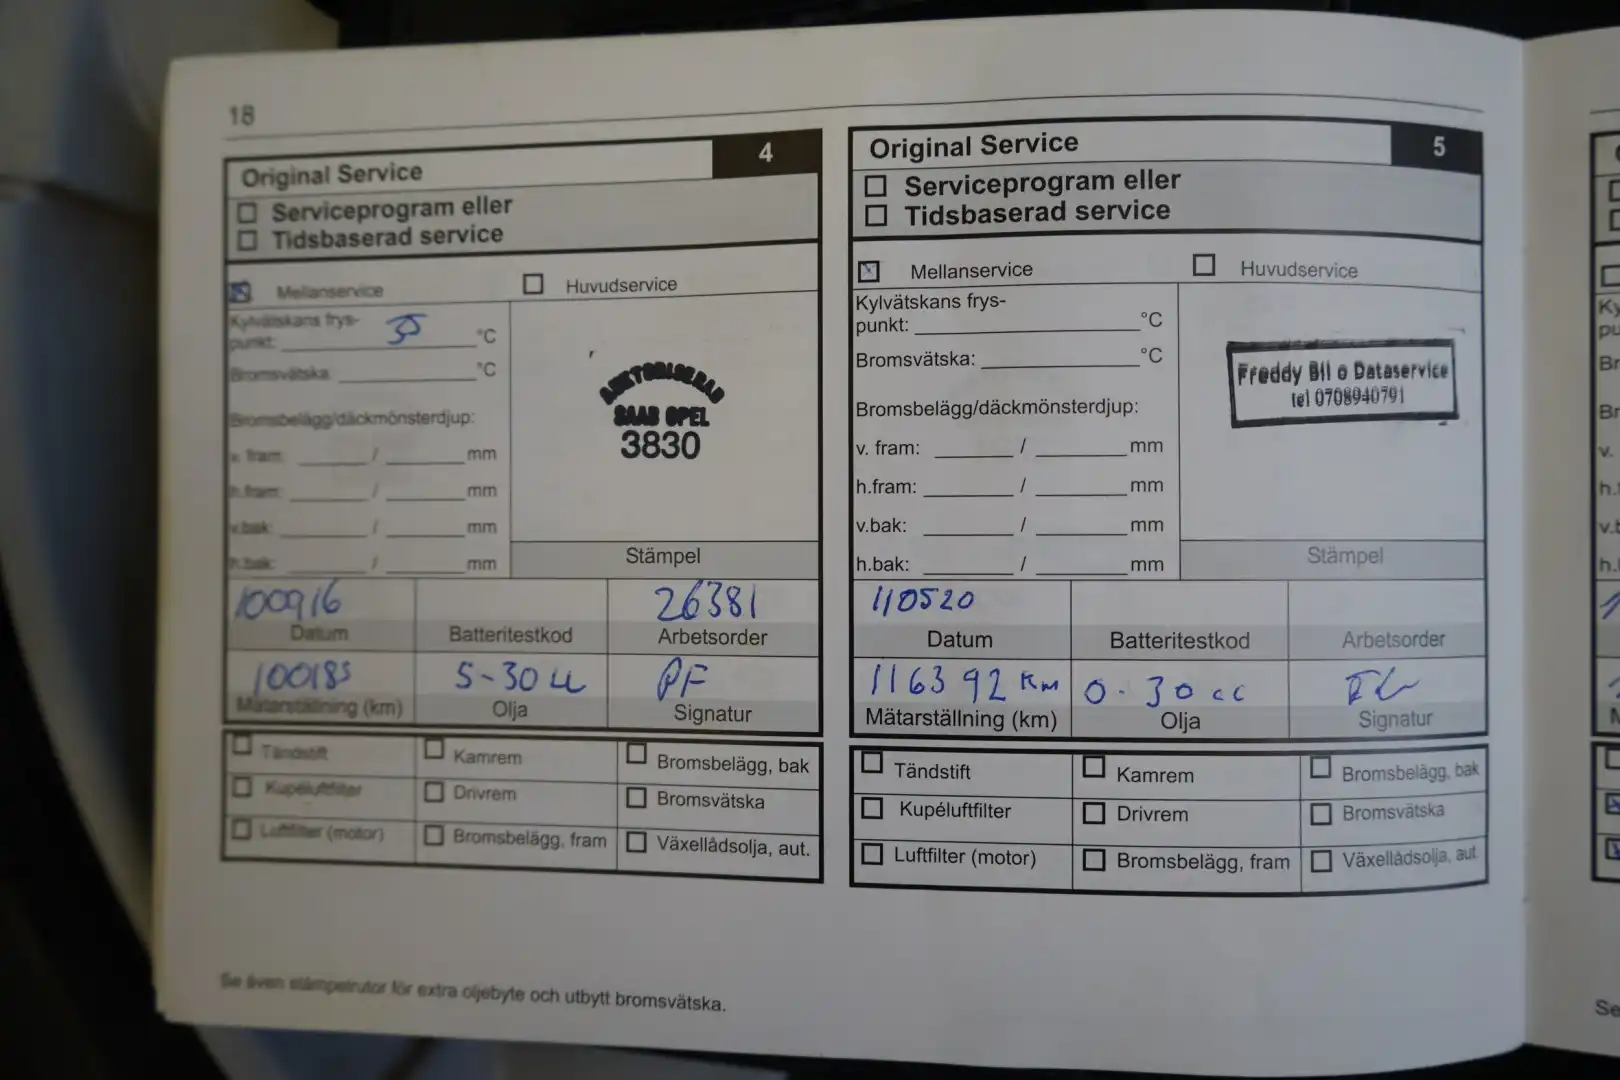 18
Original Service 4
Serviceprogram eller
Tidsbaserad service
Mellanservice Huvudservice
Kylvätskans frys-
punkt: 35 °C
Bromsvätska: °C
Bromsbelägg/däckmönsterdjup:
v. fram: / mm
h.fram: / mm
v.bak: / mm
h.bak: / mm
AUKTORISERAD
SAAB OPEL
3830
Stämpel
100916 26381
Datum Batteritestkod Arbetsorder
100185 5-30 LL PF
Mätarställning (km) Olja Signatur
Tändstift Kamrem Bromsbelägg, bak
Kupéluftfilter Drivrem Bromsvätska
Luftfilter (motor) Bromsbelägg, fram Växellådsolja, aut.
Se även stämpelrutor för extra oljebyte och utbytt bromsvätska.
Original Service 5
Serviceprogram eller
Tidsbaserad service
Mellanservice Huvudservice
Kylvätskans frys-
punkt: °C
Bromsvätska: °C
Bromsbelägg/däckmönsterdjup:
v. fram: / mm
h.fram: / mm
v.bak: / mm
h.bak: / mm
Freddy Bil o Dataservice
tel 0708940791
Stämpel
110520
Datum Batteritestkod Arbetsorder
116392 Km 0-30
Mätarställning (km) Olja Signatur
Tändstift Kamrem Bromsbelägg, bak
Kupéluftfilter Drivrem Bromsvätska
Luftfilter (motor) Bromsbelägg, fram Växellådsolja, aut.